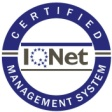 CERTIFIED
IQNet
MANAGEMENT SYSTEM